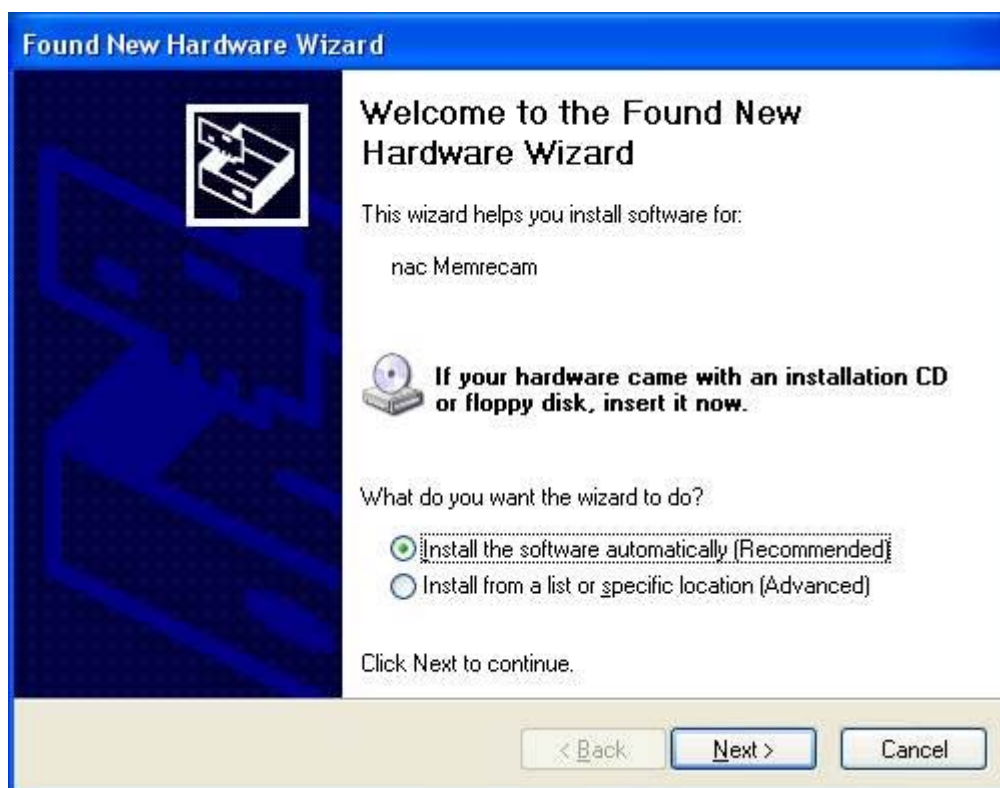 Found New Hardware Wizard
Welcome to the Found New
Hardware Wizard
This wizard helps you install software for:
nac Memrecam
If your hardware came with an installation CD
or floppy disk, insert it now.
What do you want the wizard to do?
Install the software automatically (Recommended)
Install from a list or specific location (Advanced)
Click Next to continue.
< Back
Next >
Cancel